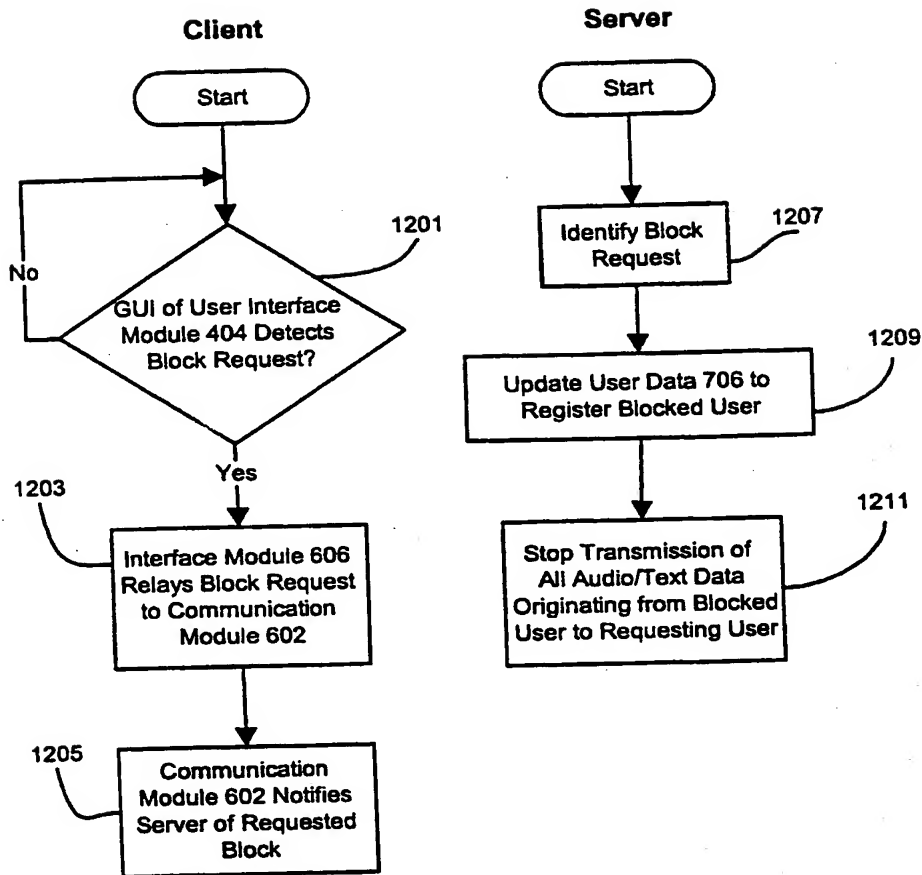 Client
Start
1201
No
GUI of User Interface
Module 404 Detects
Block Request?
Yes
1203
Interface Module 606
Relays Block Request
to Communication
Module 602
1205
Communication
Module 602 Notifies
Server of Requested
Block
Server
Start
1207
Identify Block
Request
1209
Update User Data 706 to
Register Blocked User
1211
Stop Transmission of
All Audio/Text Data
Originating from Blocked
User to Requesting User